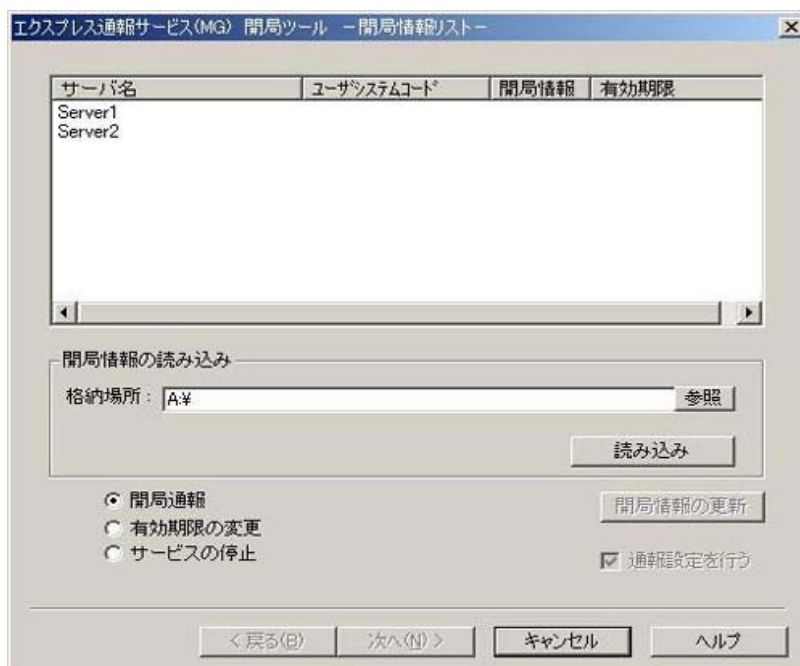 エクスプレス通報サービス(MG) 開局ツール －開局情報リスト－
サーバ名 ユーザシステムコード 開局情報 有効期限
Server1
Server2
開局情報の読み込み
格納場所： A:¥ 参照
読み込み
開局通報 開局情報の更新
有効期限の変更
サービスの停止 通報設定を行う
< 戻る(B) 次へ(N) > キャンセル ヘルプ